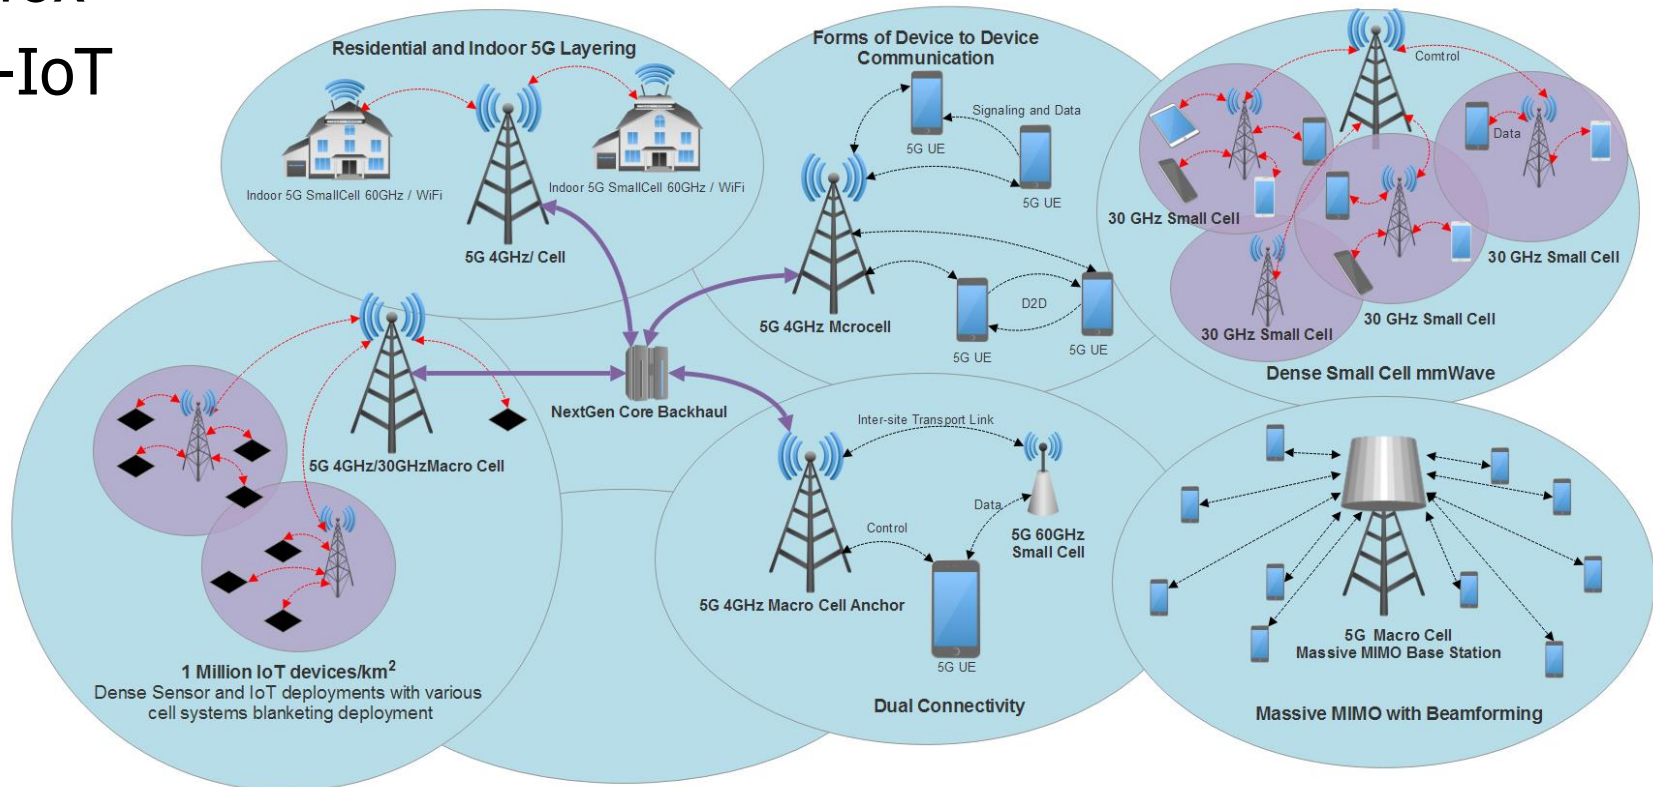 -IoT
Residential and Indoor 5G Layering
Indoor 5G SmallCell 60GHz / WiFi
Indoor 5G SmallCell 60GHz / WiFi
5G 4GHz/ Cell
Forms of Device to Device
Communication
Signaling and Data
5G UE
5G UE
5G 4GHz Mcrocell
D2D
5G UE
5G UE
Comtrol
Data
30 GHz Small Cell
30 GHz Small Cell
30 GHz Small Cell
30 GHz Small Cell
Dense Small Cell mmWave
5G 4GHz/30GHzMacro Cell
NextGen Core Backhaul
1 Million IoT devices/km²
Dense Sensor and IoT deployments with various
cell systems blanketing deployment
Inter-site Transport Link
Data
Control
5G 60GHz
Small Cell
5G 4GHz Macro Cell Anchor
5G UE
Dual Connectivity
5G Macro Cell
Massive MIMO Base Station
Massive MIMO with Beamforming